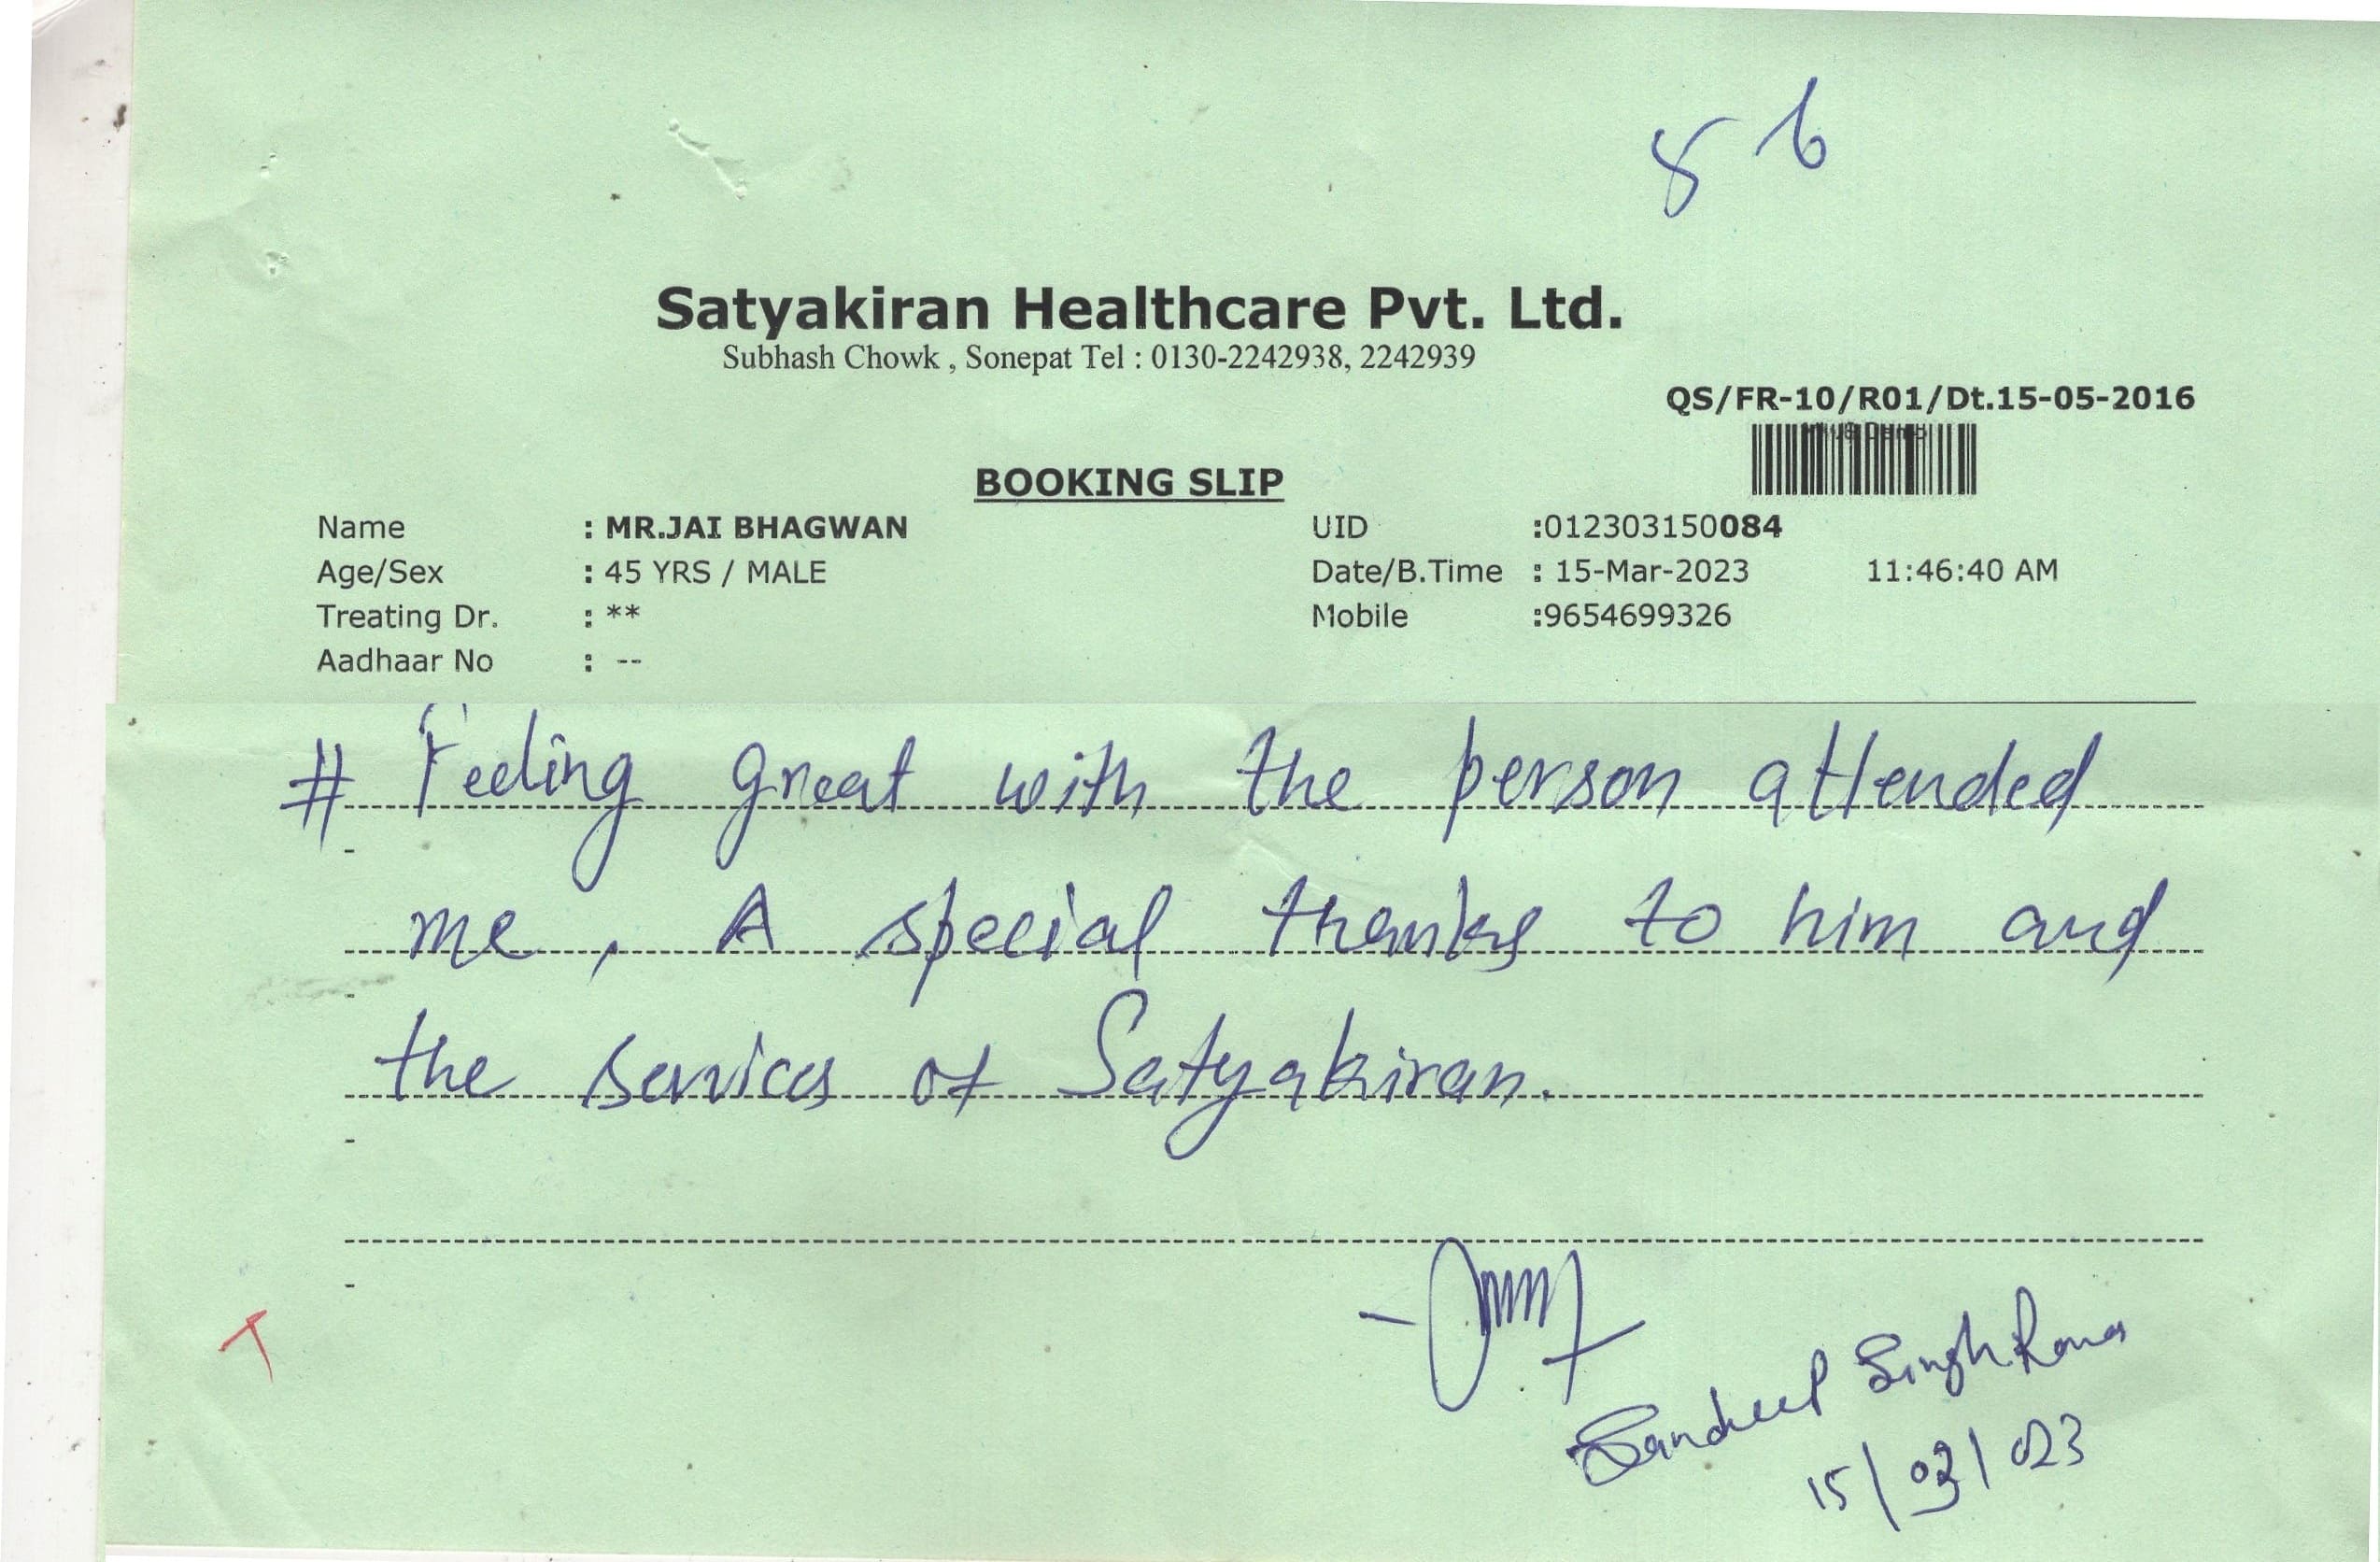 8 6
Satyakiran Healthcare Pvt. Ltd.
Subhash Chowk , Sonepat Tel : 0130-2242938, 2242939
QS/FR-10/R01/Dt.15-05-2016
BOOKING SLIP
Name : MR.JAI BHAGWAN UID :012303150084
Age/Sex : 45 YRS / MALE Date/B.Time : 15-Mar-2023 11:46:40 AM
Treating Dr. : ** Mobile :9654699326
Aadhaar No : --
# Feeling great with the person attended
me, A special thanks to him and
the services of Satyakiran.
Sandeep Singh Rana
15/03/023